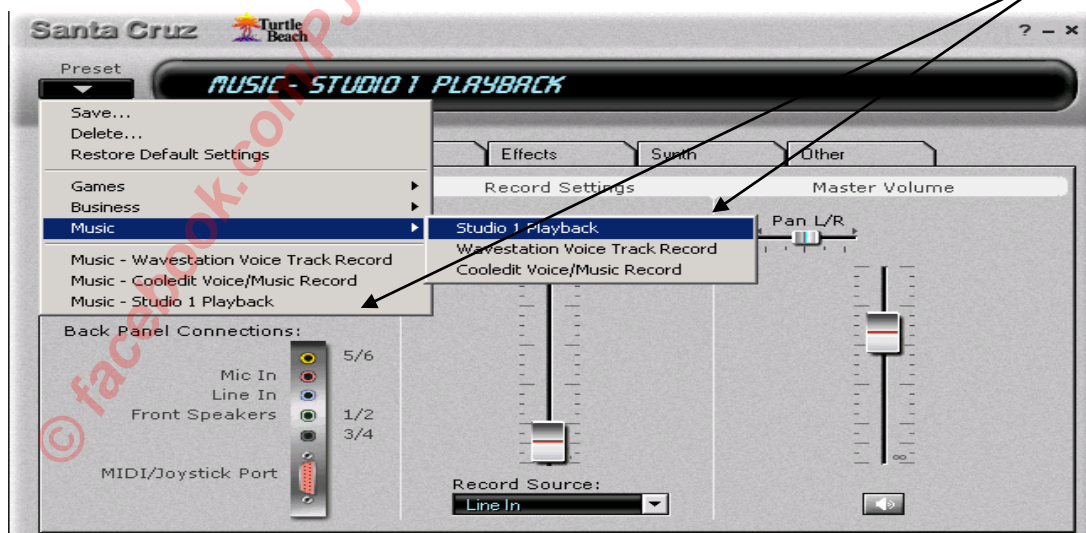 Santa Cruz Turtle Beach ? – ×
Preset
MUSIC- STUDIO 1 PLAYBACK
Save...
Delete...
Restore Default Settings
Games
Business
Music
Music - Wavestation Voice Track Record
Music - Cooledit Voice/Music Record
Music - Studio 1 Playback
Effects Synth Other
Record Settings Master Volume
Studio 1 Playback
Wavestation Voice Track Record
Cooledit Voice/Music Record
Pan L/R
Back Panel Connections:
5/6
Mic In
Line In
Front Speakers 1/2
3/4
MIDI/Joystick Port
Record Source:
Line In
∞
© facebook.com/PJ